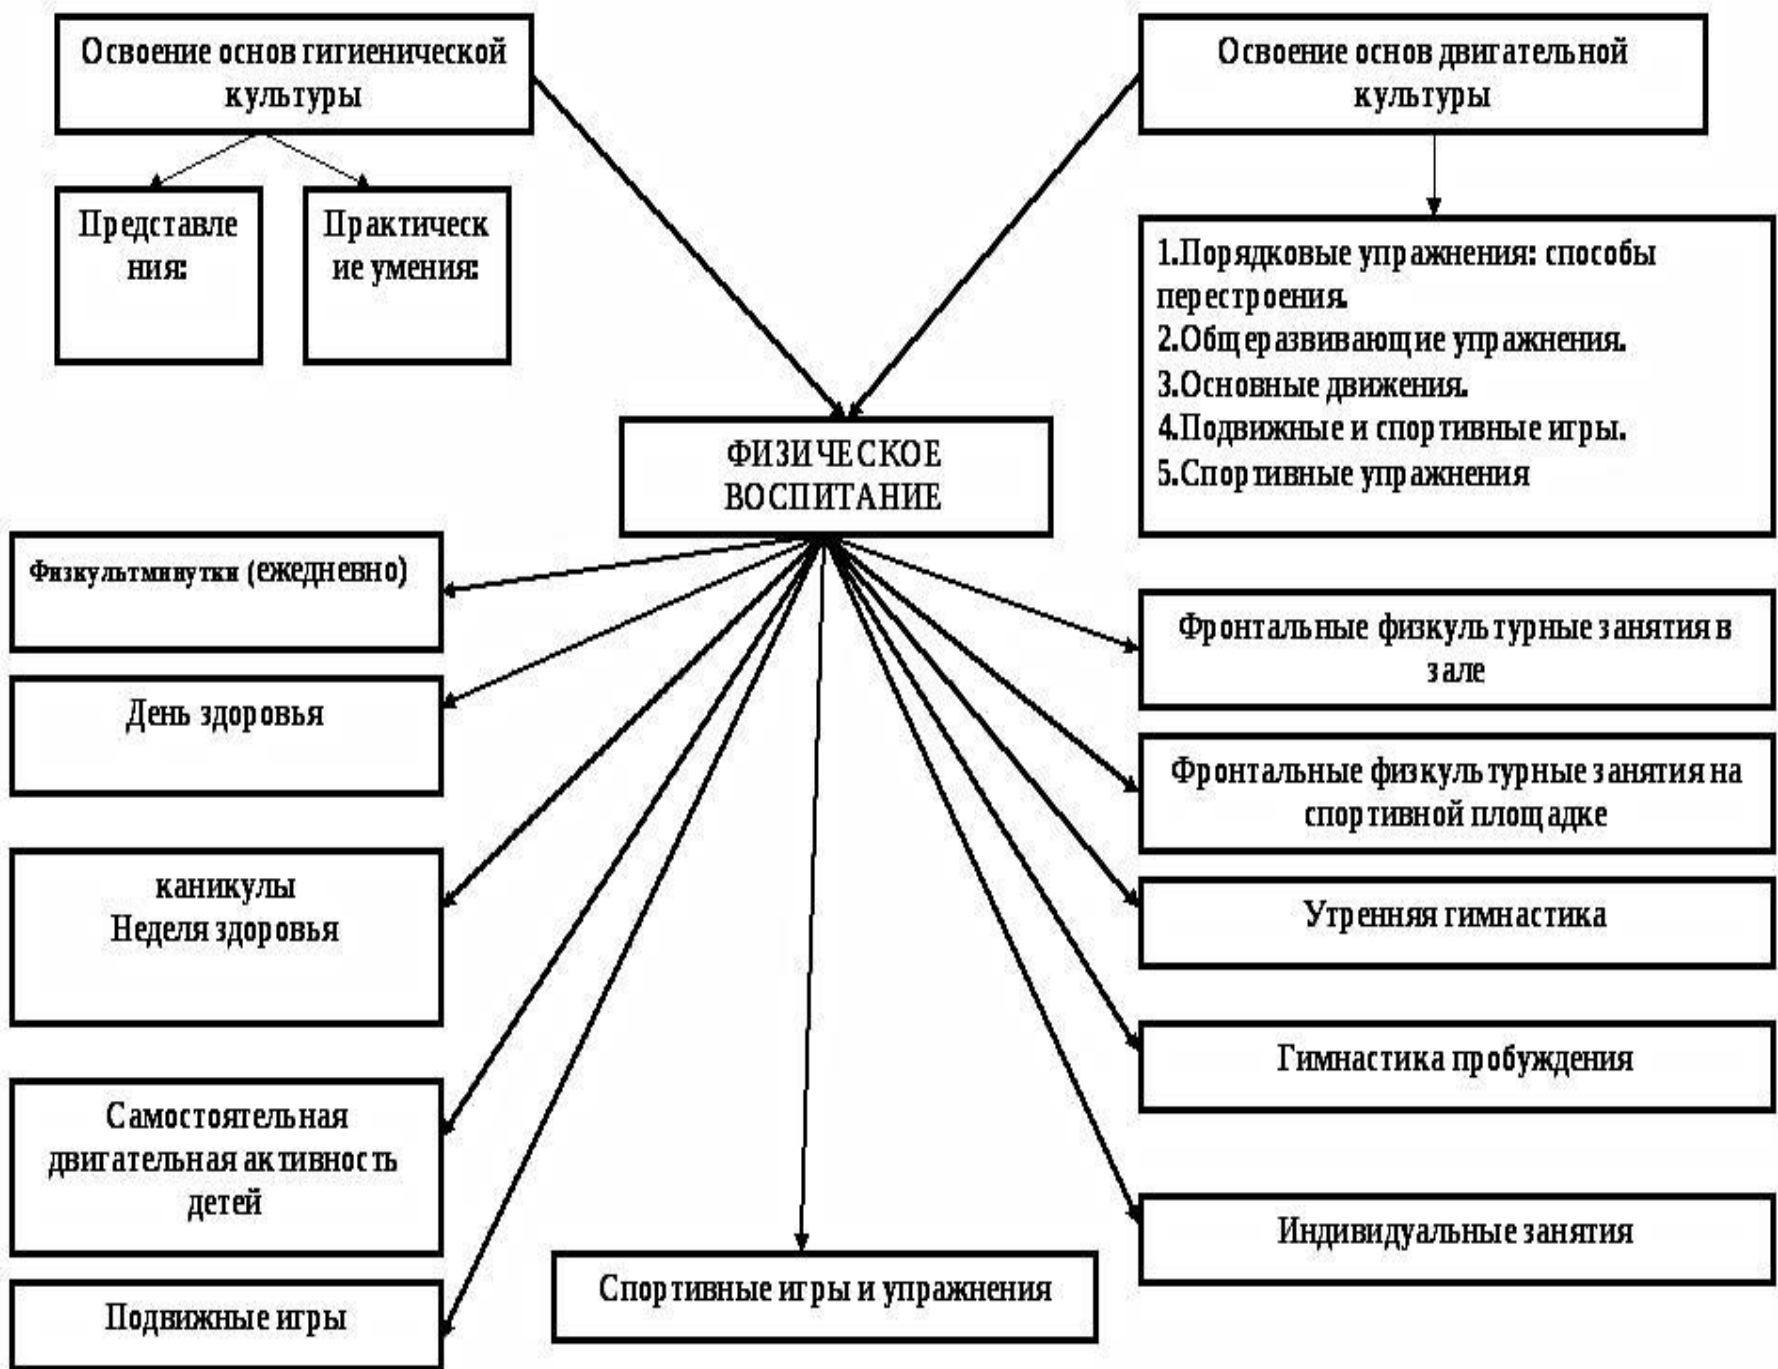 Освоение основ гигиенической
культуры
Освоение основ двигательной
культуры
Представле
ния:
Практическ
ие умения:
1.Порядковые упражнения: способы
перестроения.
2.Общеразвивающие упражнения.
3.Основные движения.
4.Подвижные и спортивные игры.
5.Спортивные упражнения
ФИЗИЧЕСКОЕ
ВОСПИТАНИЕ
Физкультминутки (ежедневно)
День здоровья
каникулы
Неделя здоровья
Самостоятельная
двигательная активность
детей
Подвижные игры
Спортивные игры и упражнения
Фронтальные физкультурные занятия в
зале
Фронтальные физкультурные занятия на
спортивной площадке
Утренняя гимнастика
Гимнастика пробуждения
Индивидуальные занятия